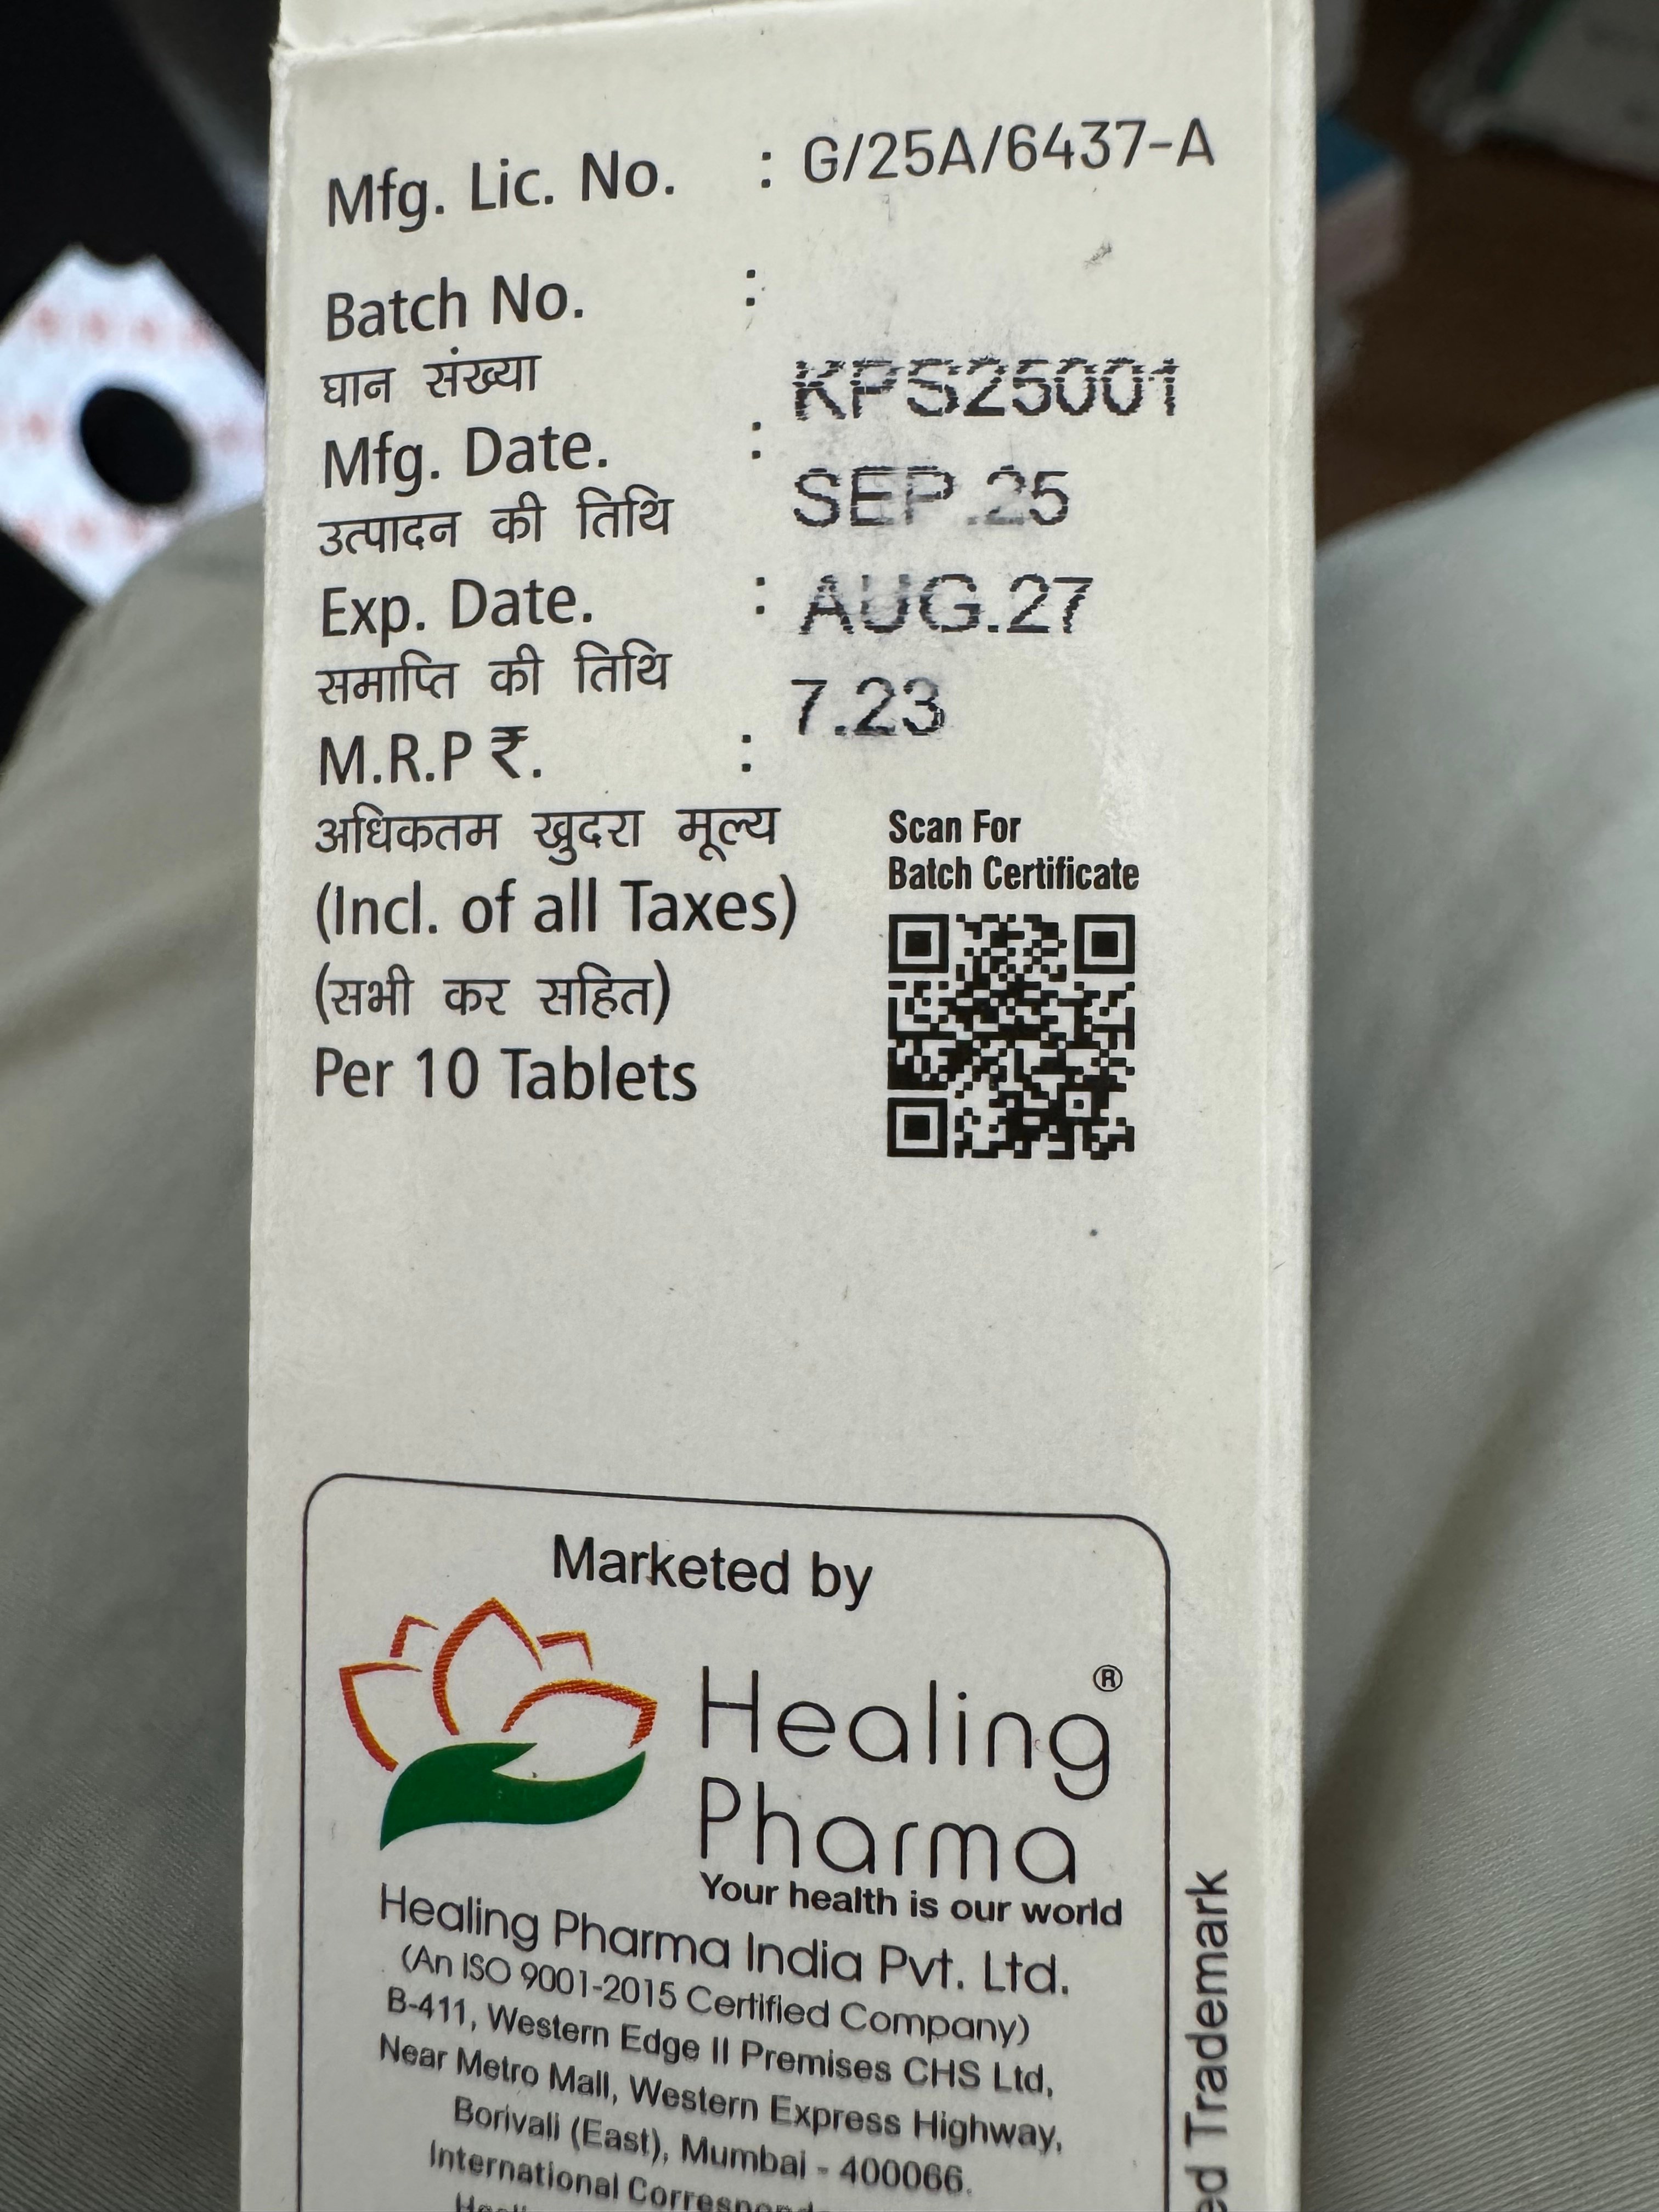 Mfg. Lic. No. : G/25A/6437-A
Batch No. :
घान संख्या
KPS25001
Mfg. Date. :
उत्पादन की तिथि
SEP.25
Exp. Date. : AUG.27
समाप्ति की तिथि
7.23
M.R.P ₹. :
अधिकतम खुदरा मूल्य
(Incl. of all Taxes)
(सभी कर सहित)
Per 10 Tablets
Scan For
Batch Certificate
Marketed by
Healing®
Pharma
Your health is our world
Healing Pharma India Pvt. Ltd.
(An ISO 9001-2015 Certified Company)
B-411, Western Edge II Premises CHS Ltd,
Near Metro Mall, Western Express Highway,
Borivali (East), Mumbai - 400066.
International
Trademark